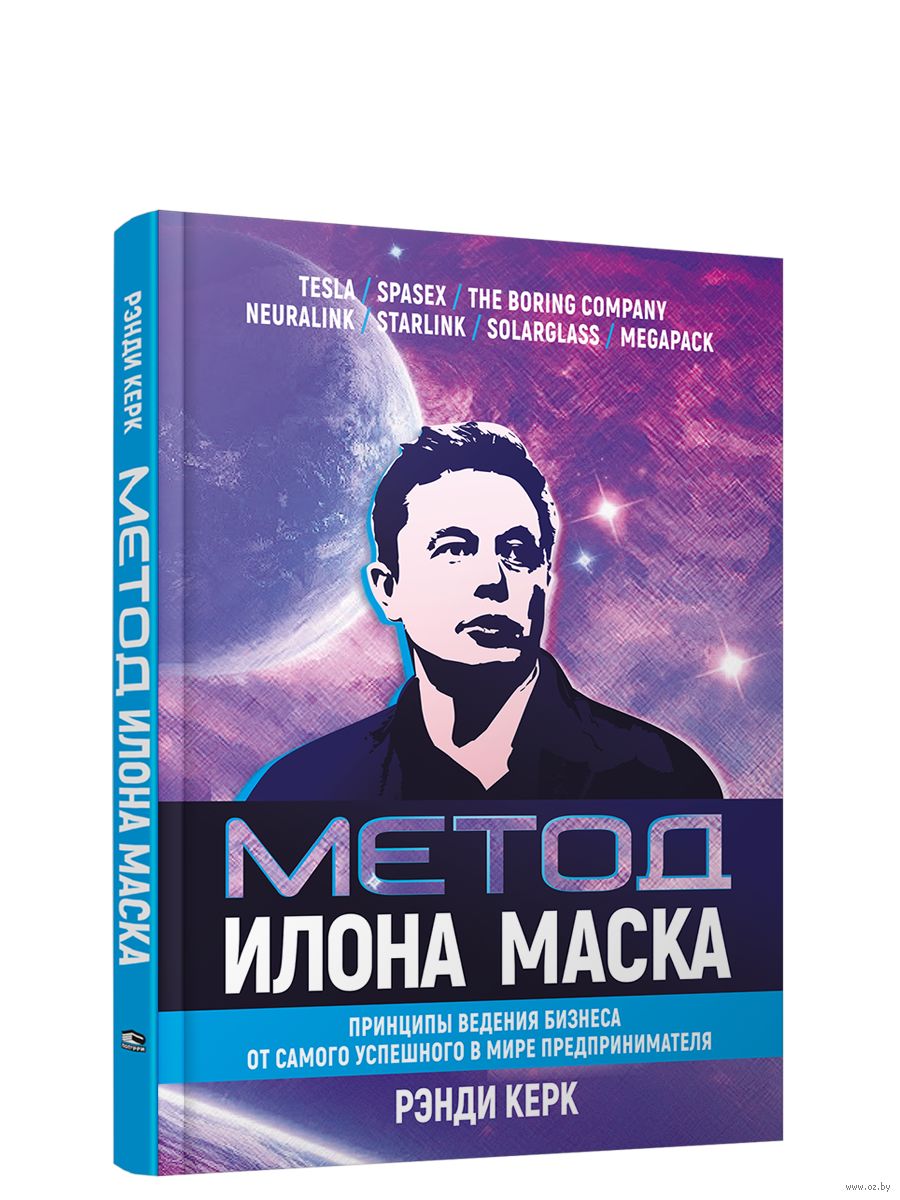 TESLA / SPASEX / THE BORING COMPANY
NEURALINK / STARLINK / SOLARGLASS / MEGAPACK
МЕТОД
ИЛОНА МАСКА
ПРИНЦИПЫ ВЕДЕНИЯ БИЗНЕСА
ОТ САМОГО УСПЕШНОГО В МИРЕ ПРЕДПРИНИМАТЕЛЯ
РЭНДИ КЕРК
РЭНДИ КЕРК МЕТОД ИЛОНА МАСКА
ПОПУРРИ
www.oz.by